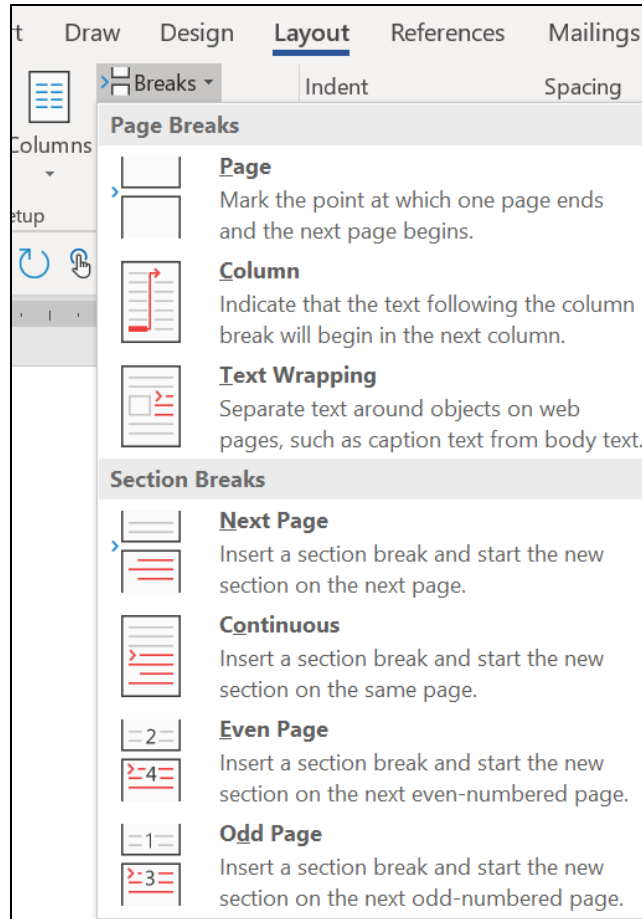 t Draw Design Layout References Mailings
Breaks Indent Spacing
Columns
etup
Page Breaks
Page
Mark the point at which one page ends
and the next page begins.
Column
Indicate that the text following the column
break will begin in the next column.
Text Wrapping
Separate text around objects on web
pages, such as caption text from body text.
Section Breaks
Next Page
Insert a section break and start the new
section on the next page.
Continuous
Insert a section break and start the new
section on the same page.
2
Even Page
4
Insert a section break and start the new
section on the next even-numbered page.
1
Odd Page
3
Insert a section break and start the new
section on the next odd-numbered page.